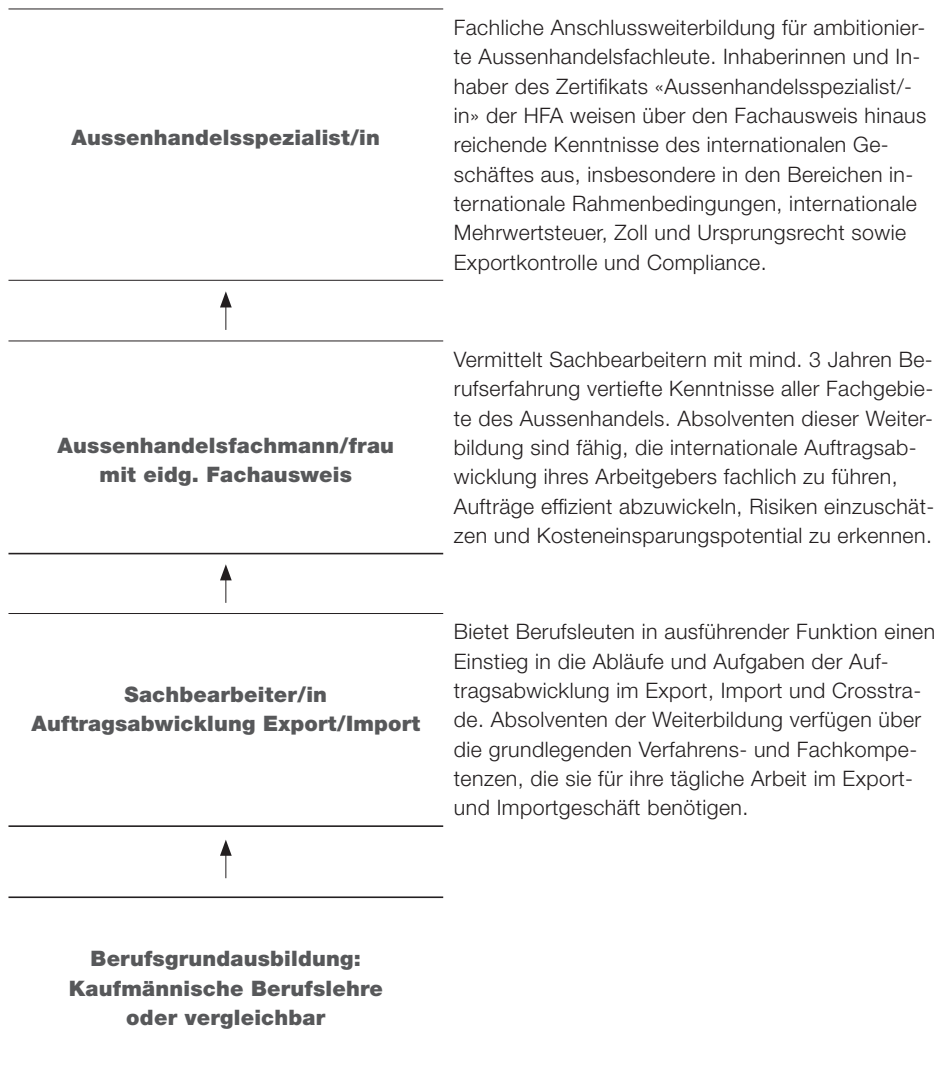 Aussenhandelsspezialist/in
Fachliche Anschlussweiterbildung für ambitionier-
te Aussenhandelsfachleute. Inhaberinnen und In-
haber des Zertifikats «Aussenhandelsspezialist/-
in» der HFA weisen über den Fachausweis hinaus
reichende Kenntnisse des internationalen Ge-
schäftes aus, insbesondere in den Bereichen in-
ternationale Rahmenbedingungen, internationale
Mehrwertsteuer, Zoll und Ursprungsrecht sowie
Exportkontrolle und Compliance.
Aussenhandelsfachmann/frau
mit eidg. Fachausweis
Vermittelt Sachbearbeitern mit mind. 3 Jahren Be-
rufserfahrung vertiefte Kenntnisse aller Fachgebie-
te des Aussenhandels. Absolventen dieser Weiter-
bildung sind fähig, die internationale Auftragsab-
wicklung ihres Arbeitgebers fachlich zu führen,
Aufträge effizient abzuwickeln, Risiken einzuschät-
zen und Kosteneinsparungspotential zu erkennen.
Sachbearbeiter/in
Auftragsabwicklung Export/Import
Bietet Berufsleuten in ausführender Funktion einen
Einstieg in die Abläufe und Aufgaben der Auf-
tragsabwicklung im Export, Import und Crosstra-
de. Absolventen der Weiterbildung verfügen über
die grundlegenden Verfahrens- und Fachkompe-
tenzen, die sie für ihre tägliche Arbeit im Export-
und Importgeschäft benötigen.
Berufsgrundausbildung:
Kaufmännische Berufslehre
oder vergleichbar